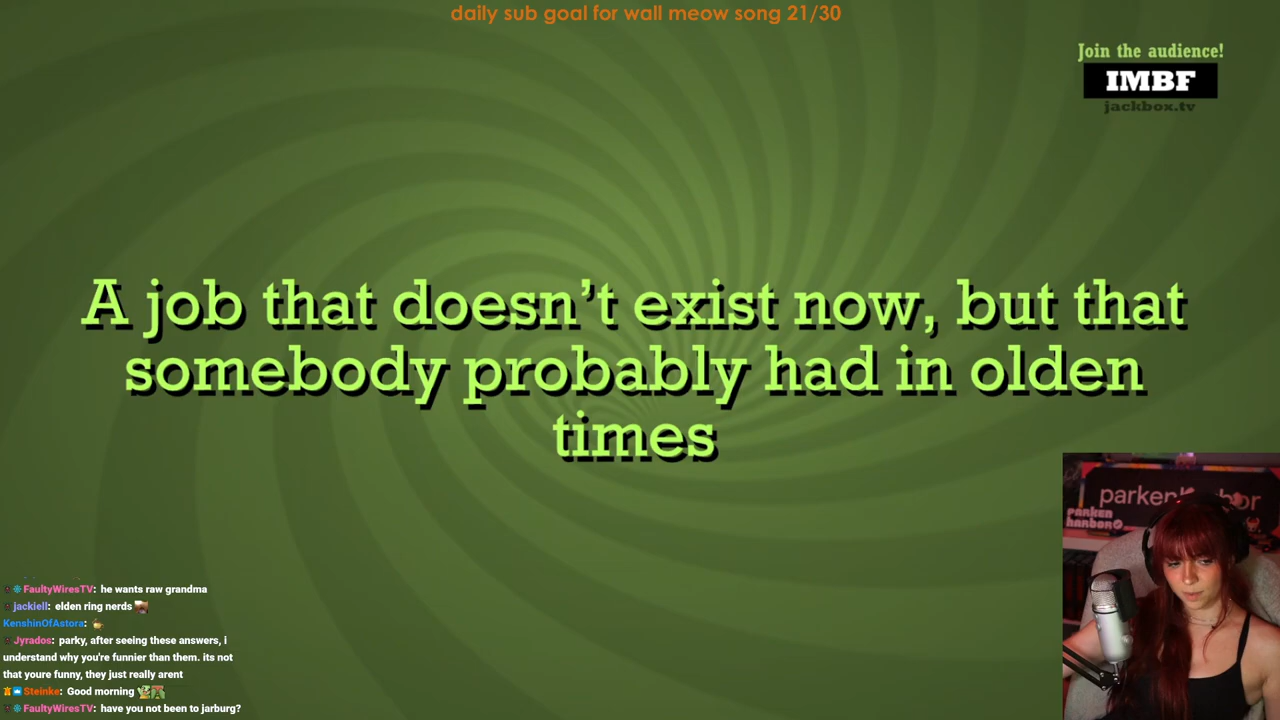 daily sub goal for wall meow song 21/30
Join the audience!
IMBF
jackbox.tv
A job that doesn't exist now, but that
somebody probably had in olden
times
PARKEN
HARBOR
FaultyWiresTV: he wants raw grandma
jackiell: elden ring nerds
KenshinOfAstora:
Jyrados: parky, after seeing these answers, i
understand why you're funnier than them. its not
that youre funny, they just really arent
Steinke: Good morning
FaultyWiresTV: have you not been to jarburg?